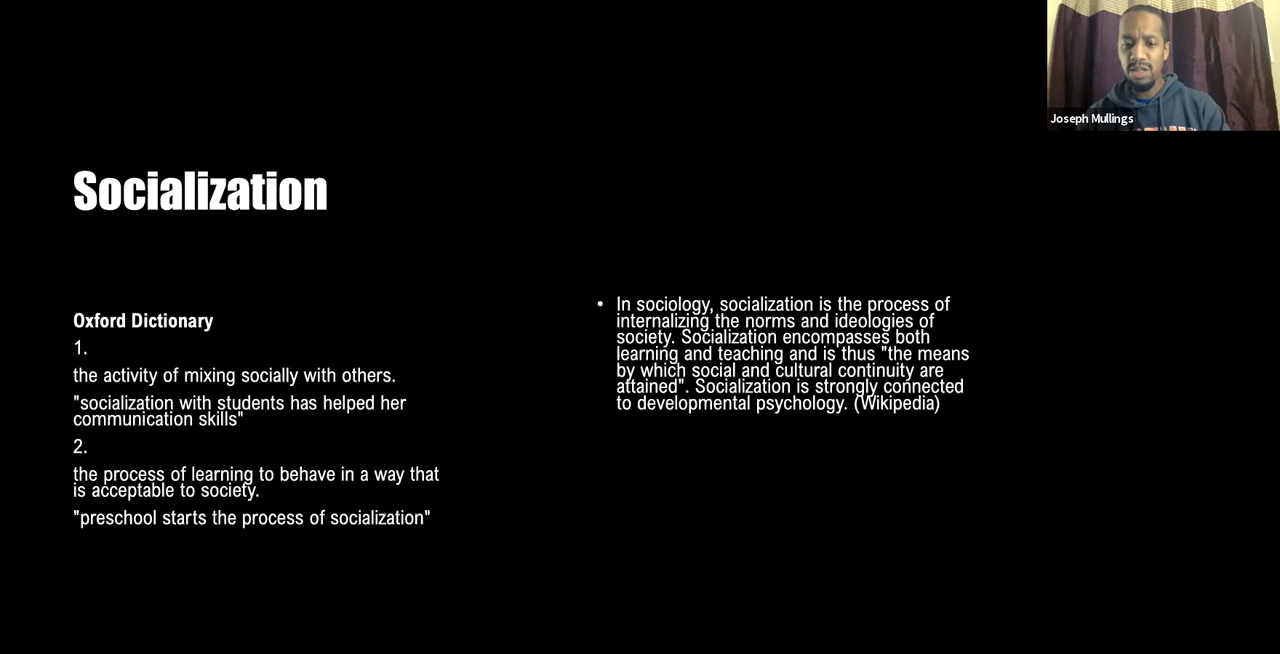 Joseph Mullings
Socialization
Oxford Dictionary
1.
the activity of mixing socially with others.
"socialization with students has helped her
communication skills"
2.
the process of learning to behave in a way that
is acceptable to society.
"preschool starts the process of socialization"
• In sociology, socialization is the process of
internalizing the norms and ideologies of
society. Socialization encompasses both
learning and teaching and is thus "the means
by which social and cultural continuity are
attained". Socialization is strongly connected
to developmental psychology. (Wikipedia)